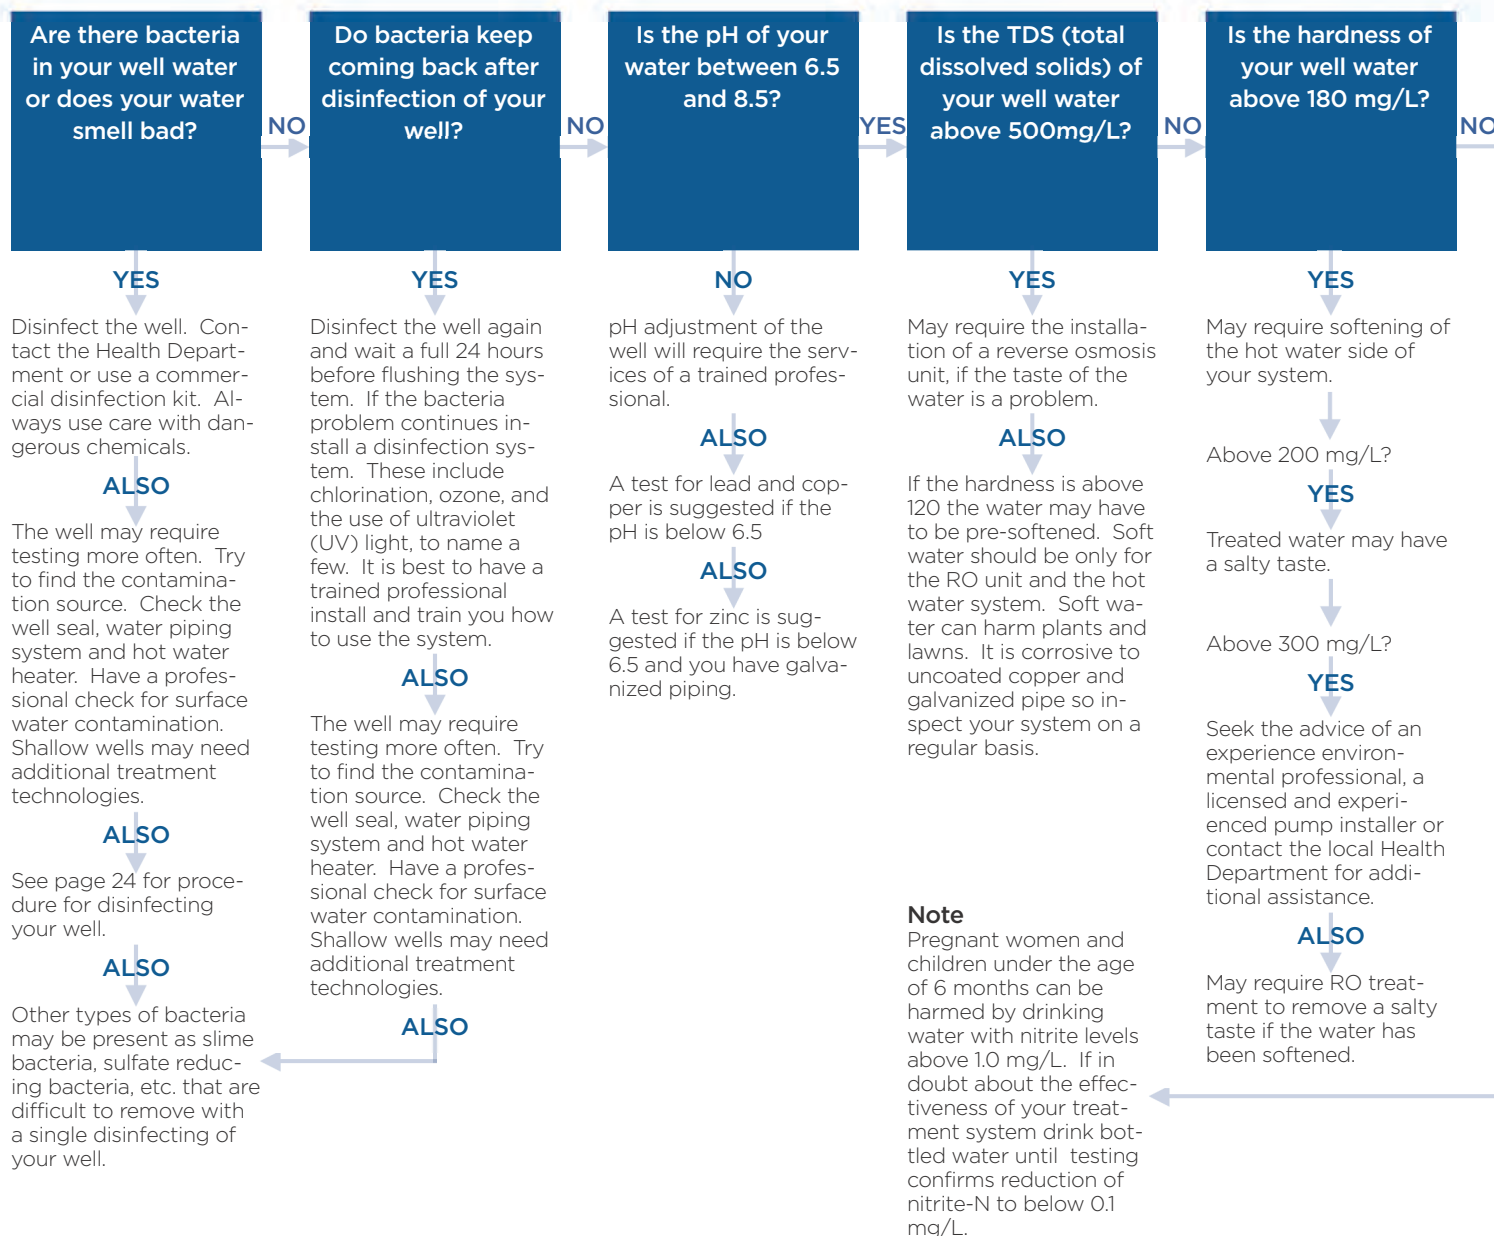 Are there bacteria
in your well water
or does your water
smell bad?
NO
YES
Disinfect the well.  Con-
tact the Health Depart-
ment or use a commer-
cial disinfection kit.  Al-
ways use care with dan-
gerous chemicals.
ALSO
The well may require
testing more often.  Try
to find the contamina-
tion source.  Check the
well seal, water piping
system and hot water
heater.  Have a profes-
sional check for surface
water contamination.
Shallow wells may need
additional treatment
technologies.
ALSO
See page 24 for proce-
dure for disinfecting
your well.
ALSO
Other types of bacteria
may be present as slime
bacteria, sulfate reduc-
ing bacteria, etc. that are
difficult to remove with
a single disinfecting of
your well.
Do bacteria keep
coming back after
disinfection of your
well?
NO
YES
Disinfect the well again
and wait a full 24 hours
before flushing the sys-
tem.  If the bacteria
problem continues in-
stall a disinfection sys-
tem.  These include
chlorination, ozone, and
the use of ultraviolet
(UV) light, to name a
few.  It is best to have a
trained professional
install and train you how
to use the system.
ALSO
The well may require
testing more often.  Try
to find the contamina-
tion source.  Check the
well seal, water piping
system and hot water
heater.  Have a profes-
sional check for surface
water contamination.
Shallow wells may need
additional treatment
technologies.
ALSO
Is the pH of your
water between 6.5
and 8.5?
YES
NO
pH adjustment of the
well will require the serv-
ices of a trained profes-
sional.
ALSO
A test for lead and cop-
per is suggested if the
pH is below 6.5
ALSO
A test for zinc is sug-
gested if the pH is below
6.5 and you have galva-
nized piping.
Is the TDS (total
dissolved solids) of
your well water
above 500mg/L?
NO
YES
May require the installa-
tion of a reverse osmosis
unit, if the taste of the
water is a problem.
ALSO
If the hardness is above
120 the water may have
to be pre-softened.  Soft
water should be only for
the RO unit and the hot
water system.  Soft wa-
ter can harm plants and
lawns.  It is corrosive to
uncoated copper and
galvanized pipe so in-
spect your system on a
regular basis.
Note
Pregnant women and
children under the age
of 6 months can be
harmed by drinking
water with nitrite levels
above 1.0 mg/L.  If in
doubt about the effec-
tiveness of your treat-
ment system drink bot-
tled water until  testing
confirms reduction of
nitrite-N to below 0.1
mg/L.
Is the hardness of
your well water
above 180 mg/L?
NO
YES
May require softening of
the hot water side of
your system.
Above 200 mg/L?
YES
Treated water may have
a salty taste.
Above 300 mg/L?
YES
Seek the advice of an
experience environ-
mental professional, a
licensed and experi-
enced pump installer or
contact the local Health
Department for addi-
tional assistance.
ALSO
May require RO treat-
ment to remove a salty
taste if the water has
been softened.